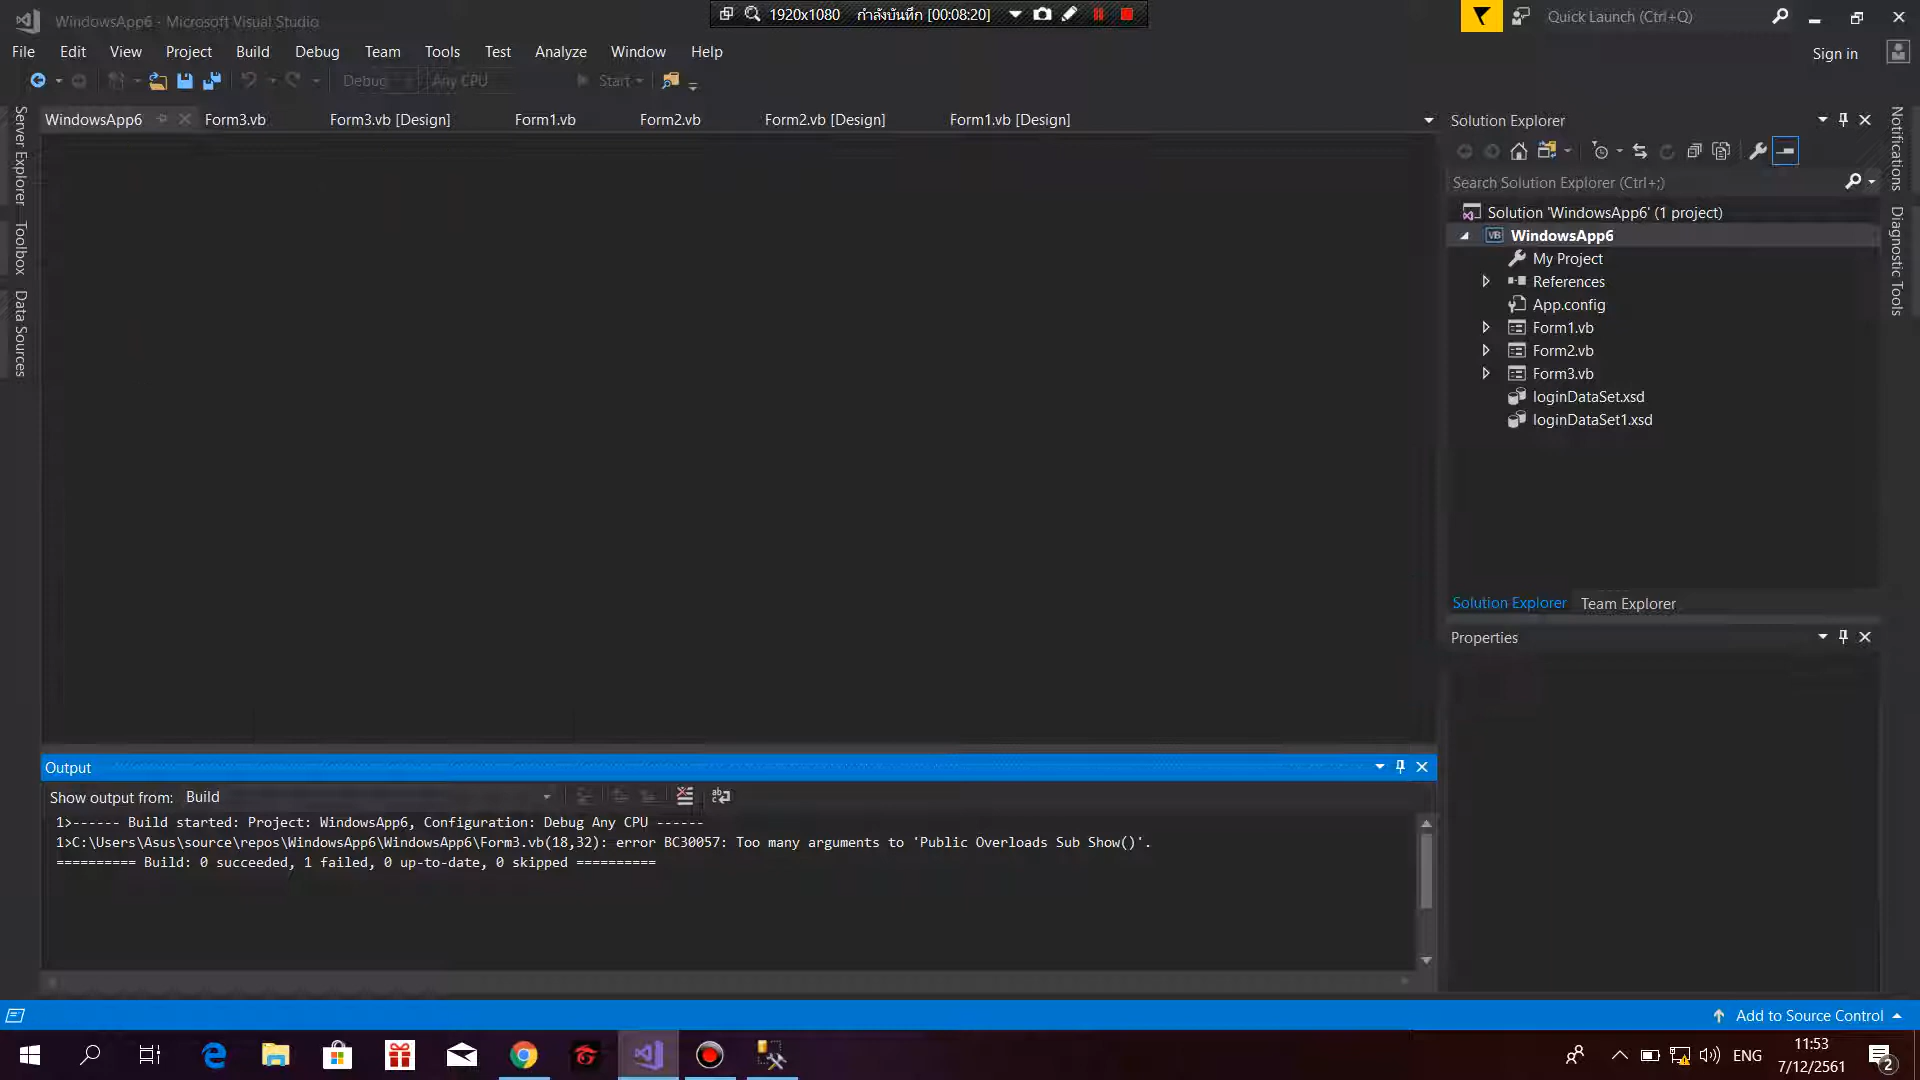 WindowsApp6 - Microsoft Visual Studio
1920x1080 กำลังบันทึก [00:08:20]
Quick Launch (Ctrl+Q)
File Edit View Project Build Debug Team Tools Test Analyze Window Help
Sign in
Debug Any CPU Start
Server Explorer
Toolbox
Data Sources
WindowsApp6 Form3.vb Form3.vb [Design] Form1.vb Form2.vb Form2.vb [Design] Form1.vb [Design]
Solution Explorer
Search Solution Explorer (Ctrl+;)
Solution 'WindowsApp6' (1 project)
VB WindowsApp6
My Project
References
App.config
Form1.vb
Form2.vb
Form3.vb
loginDataSet.xsd
loginDataSet1.xsd
Solution Explorer Team Explorer
Properties
Notifications
Diagnostic Tools
Output
Show output from: Build
1>------ Build started: Project: WindowsApp6, Configuration: Debug Any CPU ------
1>C:\Users\Asus\source\repos\WindowsApp6\WindowsApp6\Form3.vb(18,32): error BC30057: Too many arguments to 'Public Overloads Sub Show()'.
========== Build: 0 succeeded, 1 failed, 0 up-to-date, 0 skipped ==========
Add to Source Control
ENG
11:53
7/12/2561
2